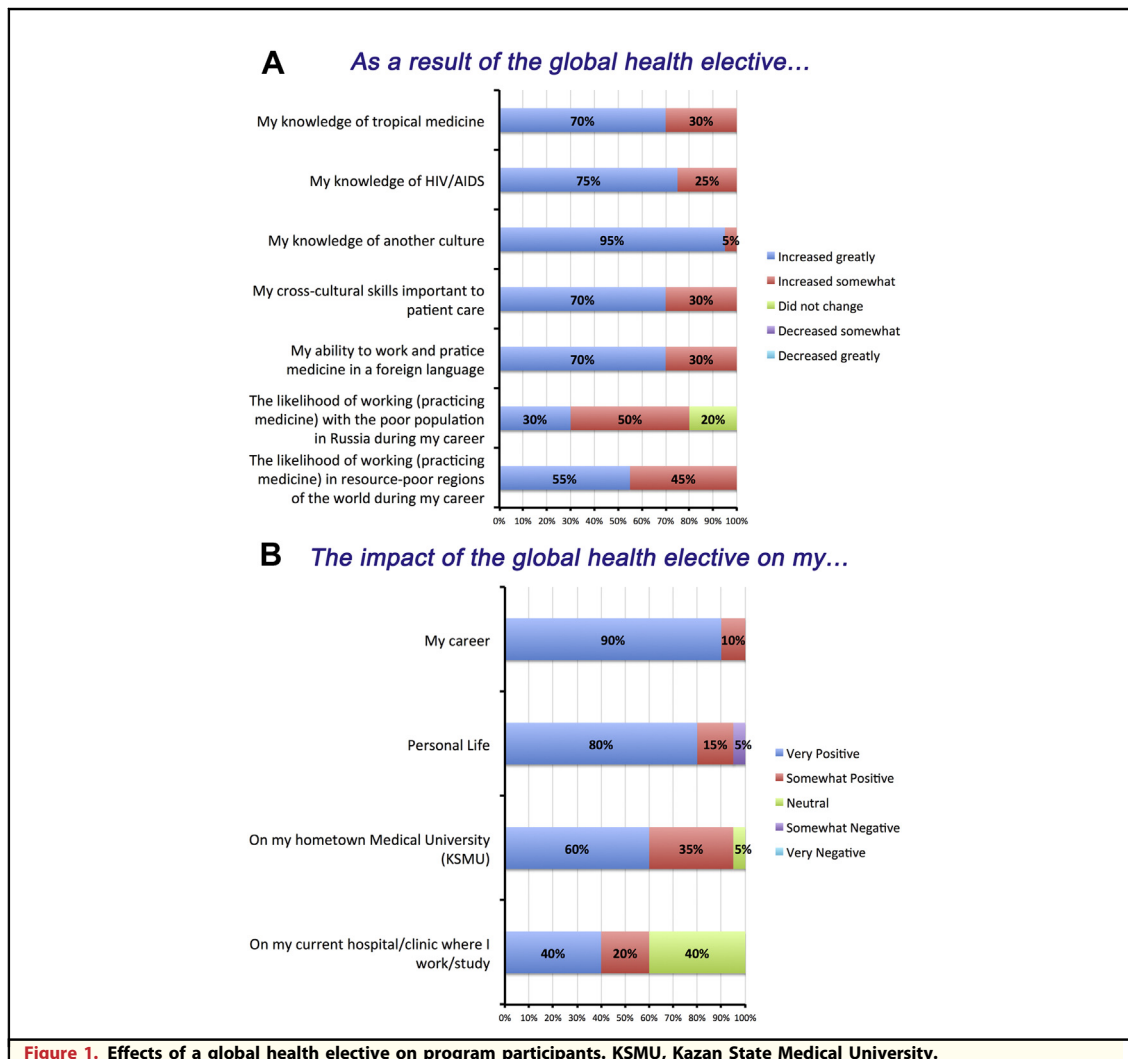 A
As a result of the global health elective...
My knowledge of tropical medicine
70%
30%
My knowledge of HIV/AIDS
75%
25%
My knowledge of another culture
95%
5%
My cross-cultural skills important to
patient care
70%
30%
My ability to work and pratice
medicine in a foreign language
70%
30%
The likelihood of working (practicing
medicine) with the poor population
in Russia during my career
30%
50%
20%
The likelihood of working (practicing
medicine) in resource-poor regions
of the world during my career
55%
45%
0% 10% 20% 30% 40% 50% 60% 70% 80% 90% 100%
Increased greatly
Increased somewhat
Did not change
Decreased somewhat
Decreased greatly
B
The impact of the global health elective on my...
My career
90%
10%
Personal Life
80%
15%
5%
On my hometown Medical University
(KSMU)
60%
35%
5%
On my current hospital/clinic where I
work/study
40%
20%
40%
0% 10% 20% 30% 40% 50% 60% 70% 80% 90% 100%
Very Positive
Somewhat Positive
Neutral
Somewhat Negative
Very Negative
Figure 1. Effects of a global health elective on program participants. KSMU, Kazan State Medical University.